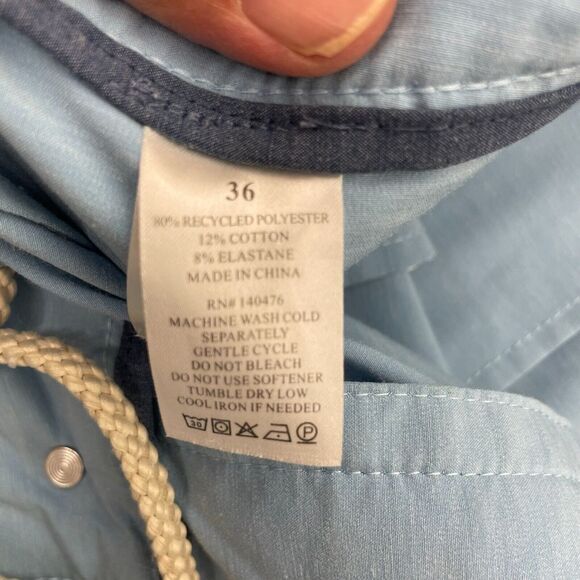 36
80% RECYCLED POLYESTER
12% COTTON
8% ELASTANE
MADE IN CHINA
RN# 140476
MACHINE WASH COLD
SEPARATELY
GENTLE CYCLE
DO NOT BLEACH
DO NOT USE SOFTENER
TUMBLE DRY LOW
COOL IRON IF NEEDED
30 P